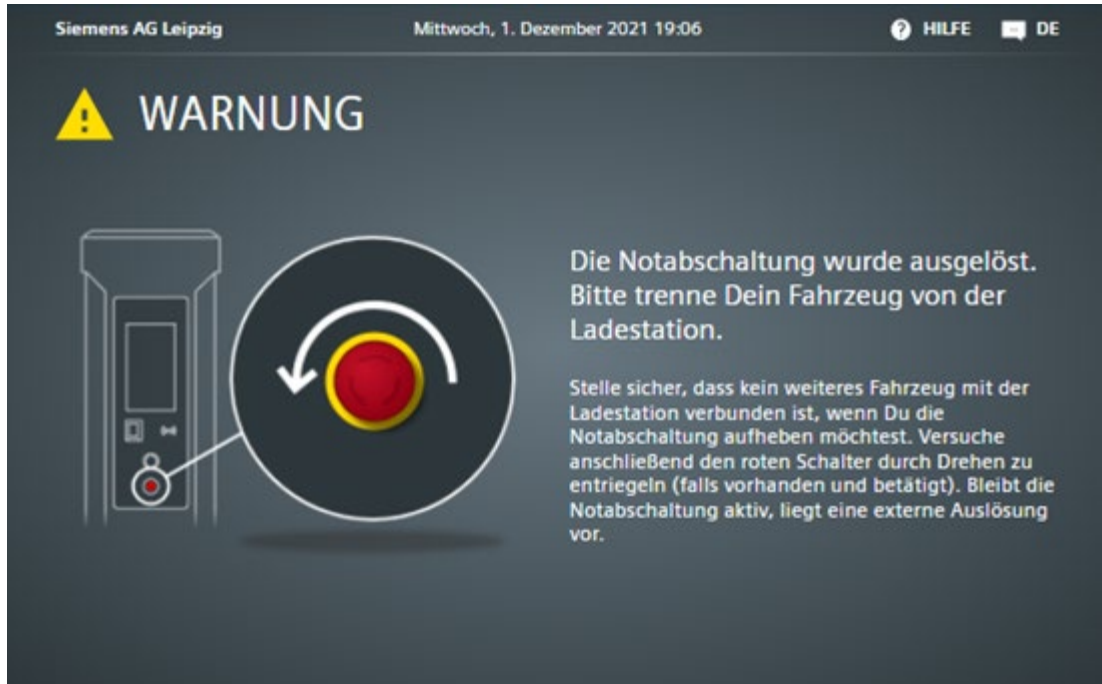 Siemens AG Leipzig
Mittwoch, 1. Dezember 2021 19:06
? HILFE
DE
WARNUNG
Die Notabschaltung wurde ausgelöst.
Bitte trenne Dein Fahrzeug von der
Ladestation.
Stelle sicher, dass kein weiteres Fahrzeug mit der
Ladestation verbunden ist, wenn Du die
Notabschaltung aufheben möchtest. Versuche
anschließend den roten Schalter durch Drehen zu
entriegeln (falls vorhanden und betätigt). Bleibt die
Notabschaltung aktiv, liegt eine externe Auslösung
vor.